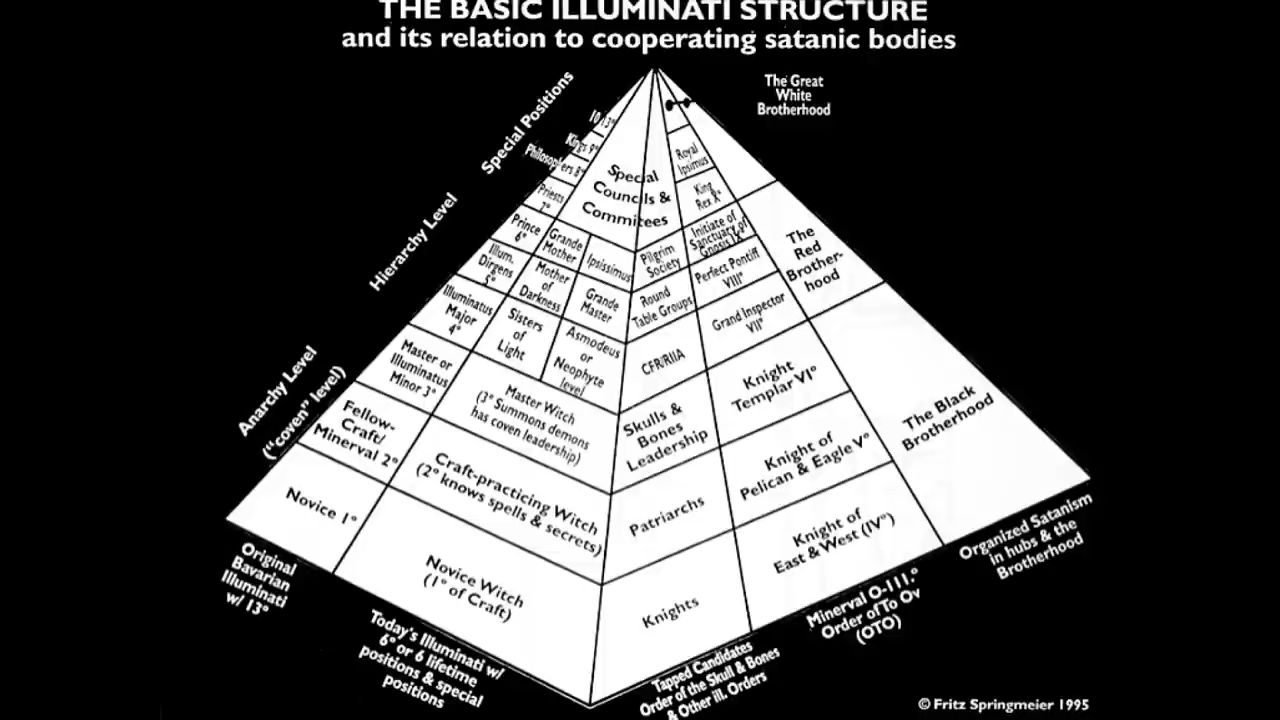 THE BASIC ILLUMINATI STRUCTURE
and its relation to cooperating satanic bodies
Special Positions
Hierarchy Level
Anarchy Level
("coven" level)
The Great
White
Brotherhood
10-13°
Kings 9°
Philosophers 8°
Priests
7°
Prince
6°
Illum.
Dirgens
5°
Illuminatus
Major
4°
Master or
Illuminatus
Minor 3°
Fellow-
Craft/
Minerval 2°
Novice 1°
Original
Bavarian
Illuminati
w/ 13°
Special
Councils &
Committees
Grande
Mother
Ipsissimus
Mother
of
Darkness
Grande
Master
Sisters
of
Light
Asmodeus
or
Neophyte
level
Master Witch
(3° Summons demons
has coven leadership)
Craft-practicing Witch
(2° knows spells & secrets)
Novice Witch
(1° of Craft)
Today's Illuminati w/
6° or 6 lifetime
positions & special
positions
Pilgrim
Society
Round
Table Groups
CFR/RIIA
Skulls &
Bones
Leadership
Patriarchs
Knights
Tapped Candidates
Order of the Skull & Bones
& Other ill. Orders
Royal
Ipsimus
King
Rex X°
Initiate of
Sanctuary of
Gnosis IX°
Perfect Pontiff
VIII°
Grand Inspector
VII°
Knight
Templar VI°
Knight of
Pelican & Eagle V°
Knight of
East & West (IV°)
Minerval O-111.°
Order ofTo Ov
(OTO)
The
Red
Brother-
hood
The Black
Brotherhood
Organized Satanism
in hubs & the
Brotherhood
© Fritz Springmeier 1995